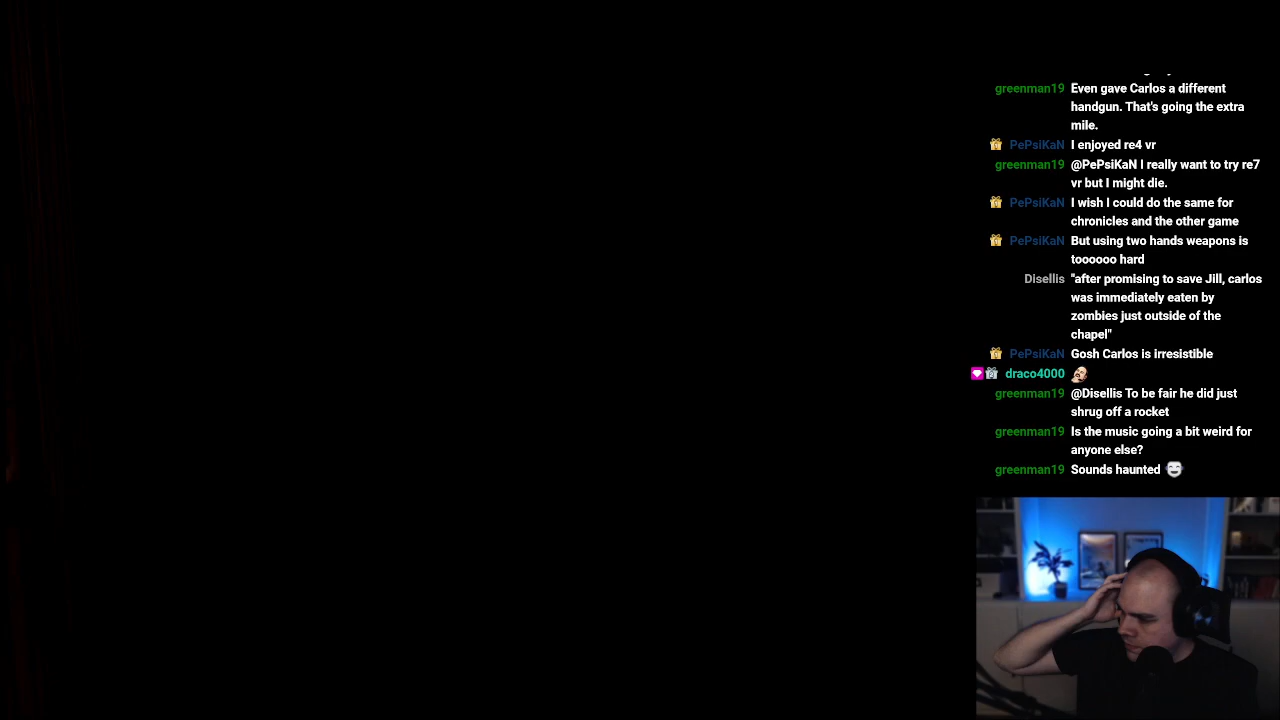 greenman19 Even gave Carlos a different
handgun. That's going the extra
mile.
PePsiKaN I enjoyed re4 vr
greenman19 @PePsiKaN I really want to try re7
vr but I might die.
PePsiKaN I wish I could do the same for
chronicles and the other game
PePsiKaN But using two hands weapons is
toooooo hard
Disellis "after promising to save Jill, carlos
was immediately eaten by
zombies just outside of the
chapel"
PePsiKaN Gosh Carlos is irresistible
draco4000
greenman19 @Disellis To be fair he did just
shrug off a rocket
greenman19 Is the music going a bit weird for
anyone else?
greenman19 Sounds haunted